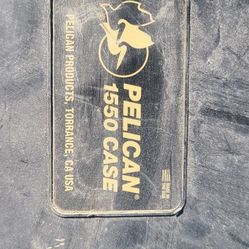 PELICAN®
1550 CASE
PELICAN PRODUCTS, TORRANCE, CA USA